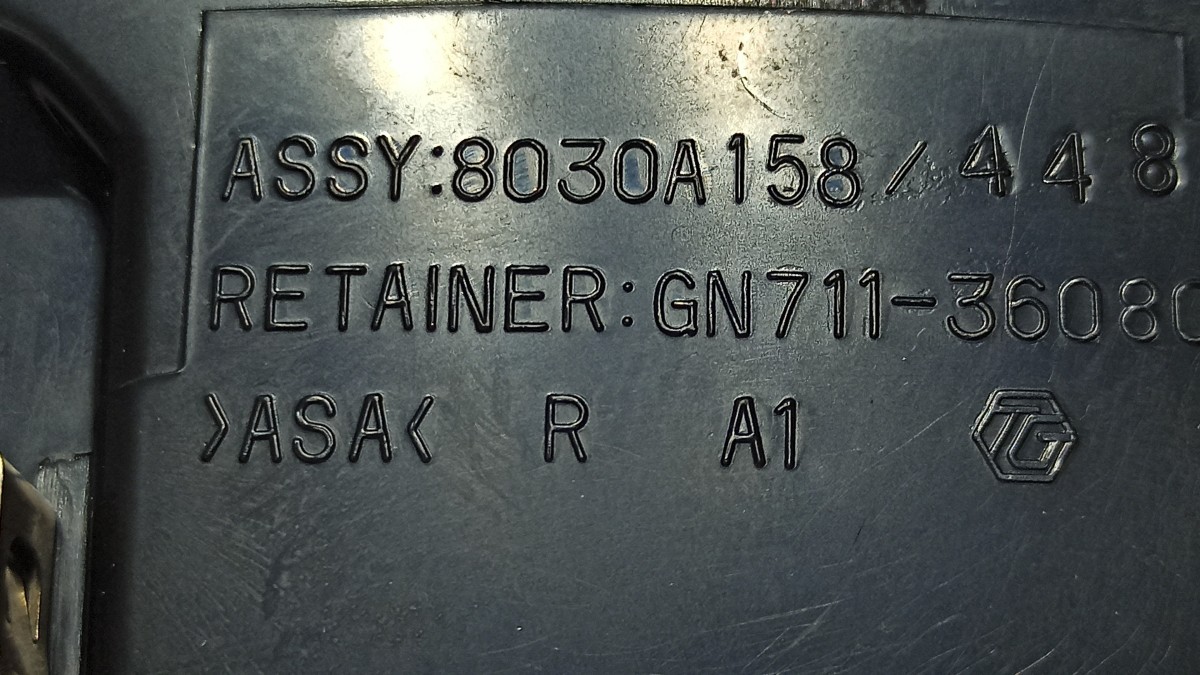 ASSY:8030A158/448
RETAINER:GN711-36080
>ASA< R A1 TG